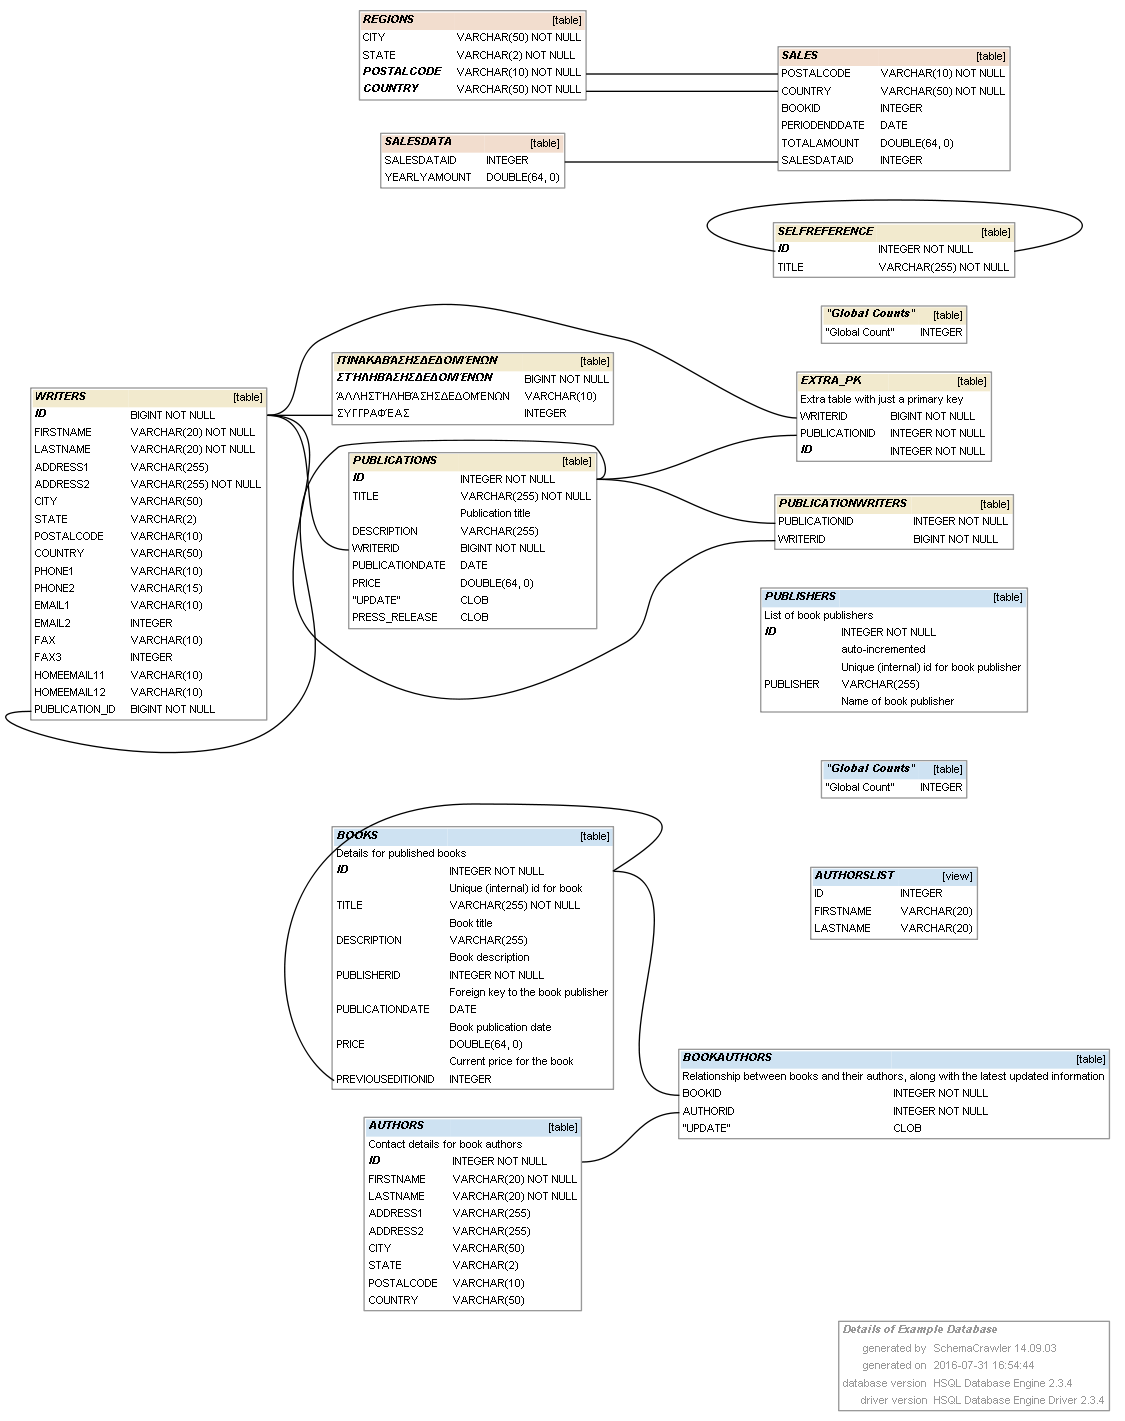 REGIONS [table]
CITY VARCHAR(50) NOT NULL
STATE VARCHAR(2) NOT NULL
POSTALCODE VARCHAR(10) NOT NULL
COUNTRY VARCHAR(50) NOT NULL
SALES [table]
POSTALCODE VARCHAR(10) NOT NULL
COUNTRY VARCHAR(50) NOT NULL
BOOKID INTEGER
PERIODENDDATE DATE
TOTALAMOUNT DOUBLE(64, 0)
SALESDATAID INTEGER
SALESDATA [table]
SALESDATAID INTEGER
YEARLYAMOUNT DOUBLE(64, 0)
SELFREFERENCE [table]
ID INTEGER NOT NULL
TITLE VARCHAR(255) NOT NULL
"Global Counts" [table]
"Global Count" INTEGER
ΠΊΝΑΚΑΒΆΣΗΣΔΕΔΟΜΈΝΩΝ [table]
ΣΤΉΛΗΒΆΣΗΣΔΕΔΟΜΈΝΩΝ BIGINT NOT NULL
ΆΛΛΗΣΤΉΛΗΒΆΣΗΣΔΕΔΟΜΈΝΩΝ VARCHAR(10)
ΣΥΓΓΡΑΦΈΑΣ INTEGER
EXTRA_PK [table]
Extra table with just a primary key
WRITERID BIGINT NOT NULL
PUBLICATIONID INTEGER NOT NULL
ID INTEGER NOT NULL
WRITERS [table]
ID BIGINT NOT NULL
FIRSTNAME VARCHAR(20) NOT NULL
LASTNAME VARCHAR(20) NOT NULL
ADDRESS1 VARCHAR(255)
ADDRESS2 VARCHAR(255) NOT NULL
CITY VARCHAR(50)
STATE VARCHAR(2)
POSTALCODE VARCHAR(10)
COUNTRY VARCHAR(50)
PHONE1 VARCHAR(10)
PHONE2 VARCHAR(15)
EMAIL1 VARCHAR(10)
EMAIL2 INTEGER
FAX VARCHAR(10)
FAX3 INTEGER
HOMEEMAIL11 VARCHAR(10)
HOMEEMAIL12 VARCHAR(10)
PUBLICATION_ID BIGINT NOT NULL
PUBLICATIONS [table]
ID INTEGER NOT NULL
TITLE VARCHAR(255) NOT NULL
Publication title
DESCRIPTION VARCHAR(255)
WRITERID BIGINT NOT NULL
PUBLICATIONDATE DATE
PRICE DOUBLE(64, 0)
"UPDATE" CLOB
PRESS_RELEASE CLOB
PUBLICATIONWRITERS [table]
PUBLICATIONID INTEGER NOT NULL
WRITERID BIGINT NOT NULL
PUBLISHERS [table]
List of book publishers
ID INTEGER NOT NULL
auto-incremented
Unique (internal) id for book publisher
PUBLISHER VARCHAR(255)
Name of book publisher
"Global Counts" [table]
"Global Count" INTEGER
BOOKS [table]
Details for published books
ID INTEGER NOT NULL
Unique (internal) id for book
TITLE VARCHAR(255) NOT NULL
Book title
DESCRIPTION VARCHAR(255)
Book description
PUBLISHERID INTEGER NOT NULL
Foreign key to the book publisher
PUBLICATIONDATE DATE
Book publication date
PRICE DOUBLE(64, 0)
Current price for the book
PREVIOUSEDITIONID INTEGER
AUTHORSLIST [view]
ID INTEGER
FIRSTNAME VARCHAR(20)
LASTNAME VARCHAR(20)
BOOKAUTHORS [table]
Relationship between books and their authors, along with the latest updated information
BOOKID INTEGER NOT NULL
AUTHORID INTEGER NOT NULL
"UPDATE" CLOB
AUTHORS [table]
Contact details for book authors
ID INTEGER NOT NULL
FIRSTNAME VARCHAR(20) NOT NULL
LASTNAME VARCHAR(20) NOT NULL
ADDRESS1 VARCHAR(255)
ADDRESS2 VARCHAR(255)
CITY VARCHAR(50)
STATE VARCHAR(2)
POSTALCODE VARCHAR(10)
COUNTRY VARCHAR(50)
Details of Example Database
generated by SchemaCrawler 14.09.03
generated on 2016-07-31 16:54:44
database version HSQL Database Engine 2.3.4
driver version HSQL Database Engine Driver 2.3.4